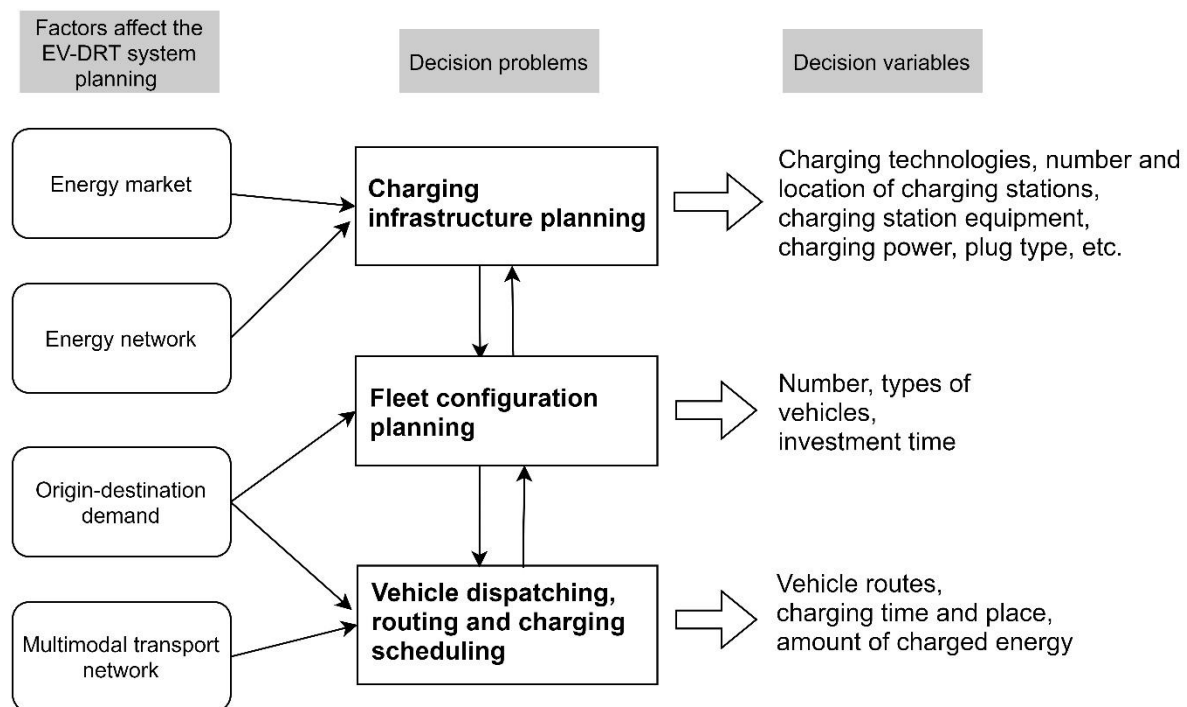 Factors affect the
EV-DRT system
planning
Decision problems
Decision variables
Energy market
Energy network
Origin-destination
demand
Multimodal transport
network
Charging
infrastructure planning
Fleet configuration
planning
Vehicle dispatching,
routing and charging
scheduling
Charging technologies, number and
location of charging stations,
charging station equipment,
charging power, plug type, etc.
Number, types of
vehicles,
investment time
Vehicle routes,
charging time and place,
amount of charged energy